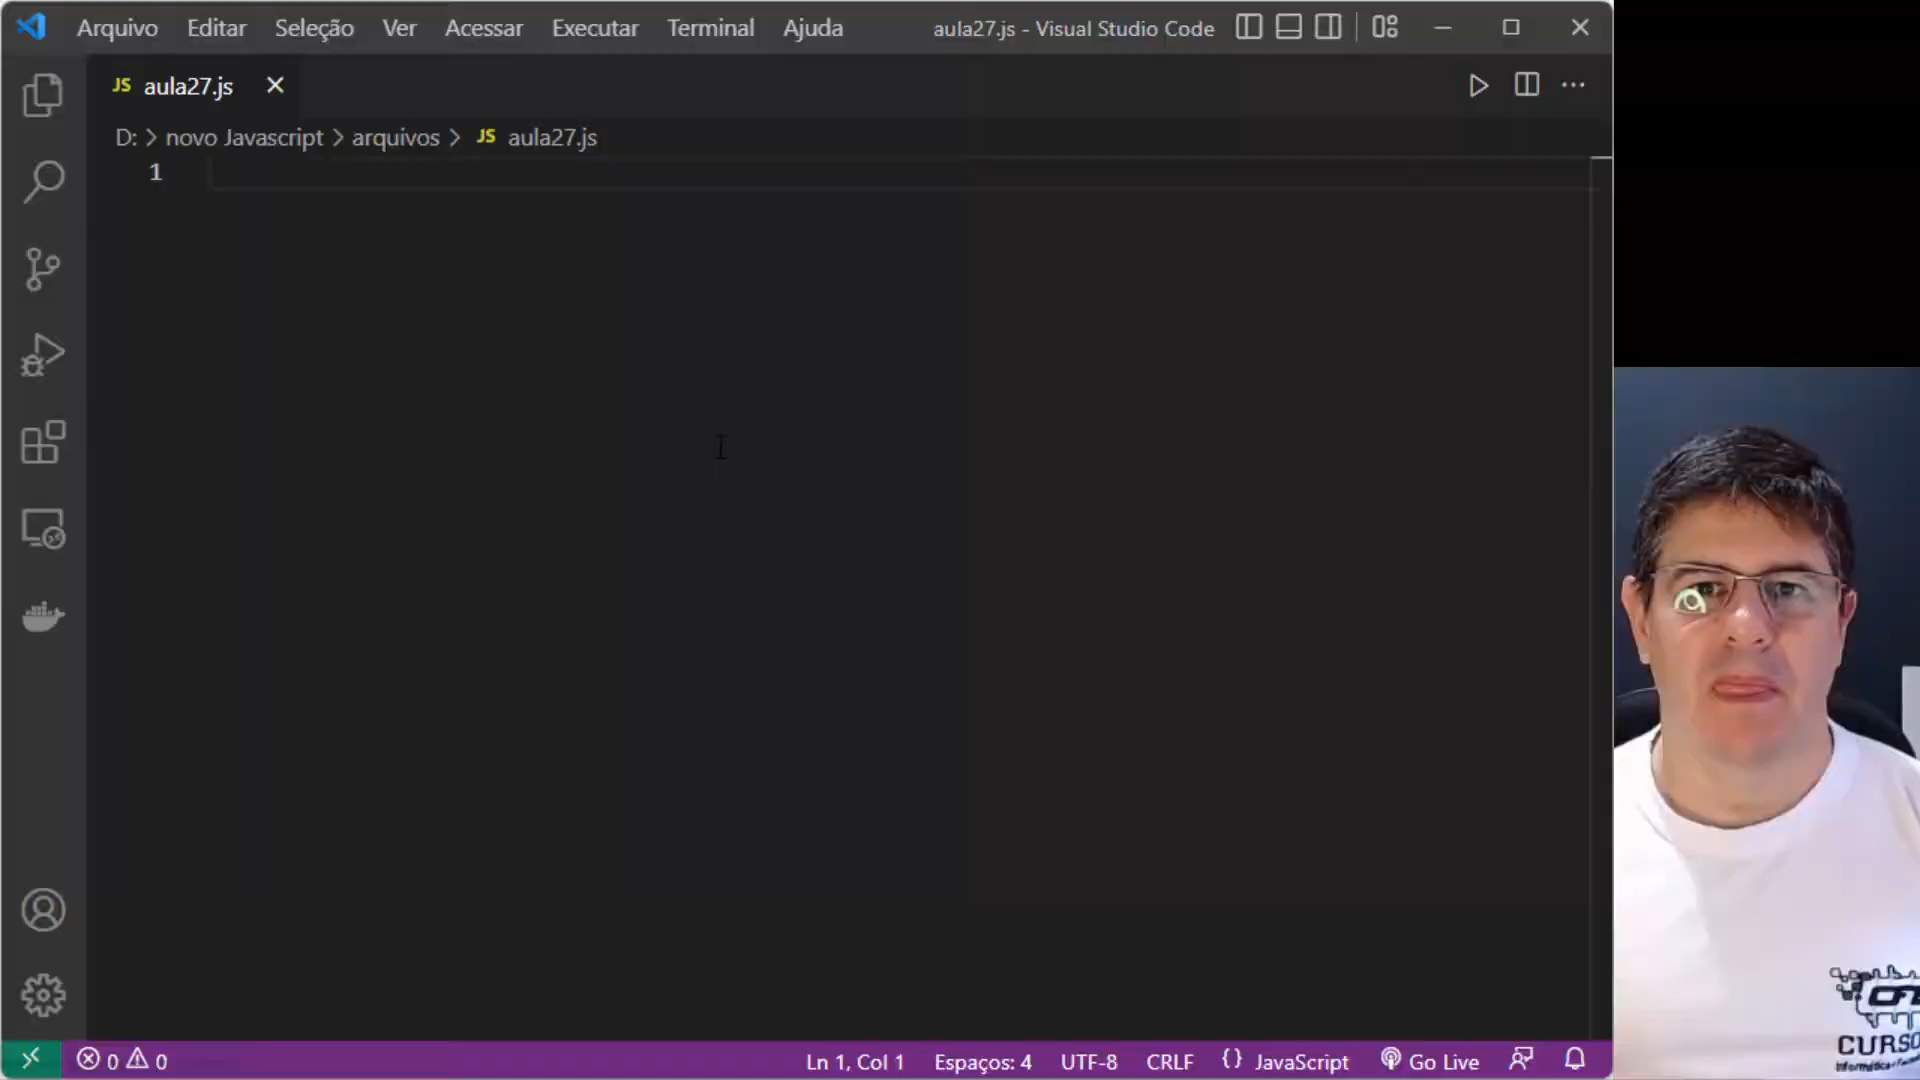 Arquivo Editar Seleção Ver Acessar Executar Terminal Ajuda aula27.js - Visual Studio Code
JS aula27.js
D: > novo Javascript > arquivos > JS aula27.js
1
0 0 Ln 1, Col 1 Espaços: 4 UTF-8 CRLF {} JavaScript Go Live
CURSO